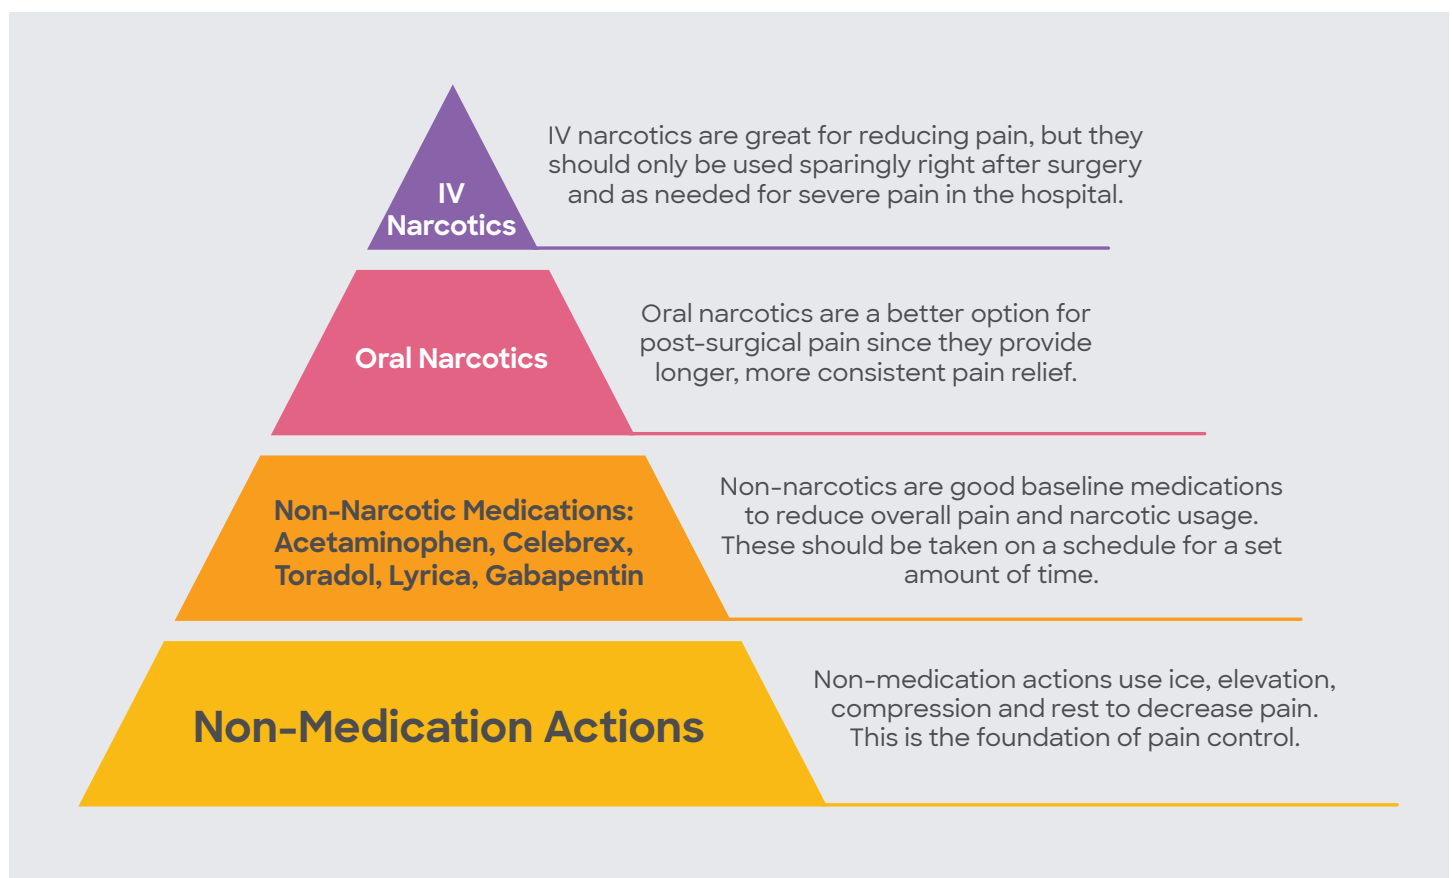 IV
Narcotics
IV narcotics are great for reducing pain, but they
should only be used sparingly right after surgery
and as needed for severe pain in the hospital.
Oral Narcotics
Oral narcotics are a better option for
post-surgical pain since they provide
longer, more consistent pain relief.
Non-Narcotic Medications:
Acetaminophen, Celebrex,
Toradol, Lyrica, Gabapentin
Non-narcotics are good baseline medications
to reduce overall pain and narcotic usage.
These should be taken on a schedule for a set
amount of time.
Non-Medication Actions
Non-medication actions use ice, elevation,
compression and rest to decrease pain.
This is the foundation of pain control.